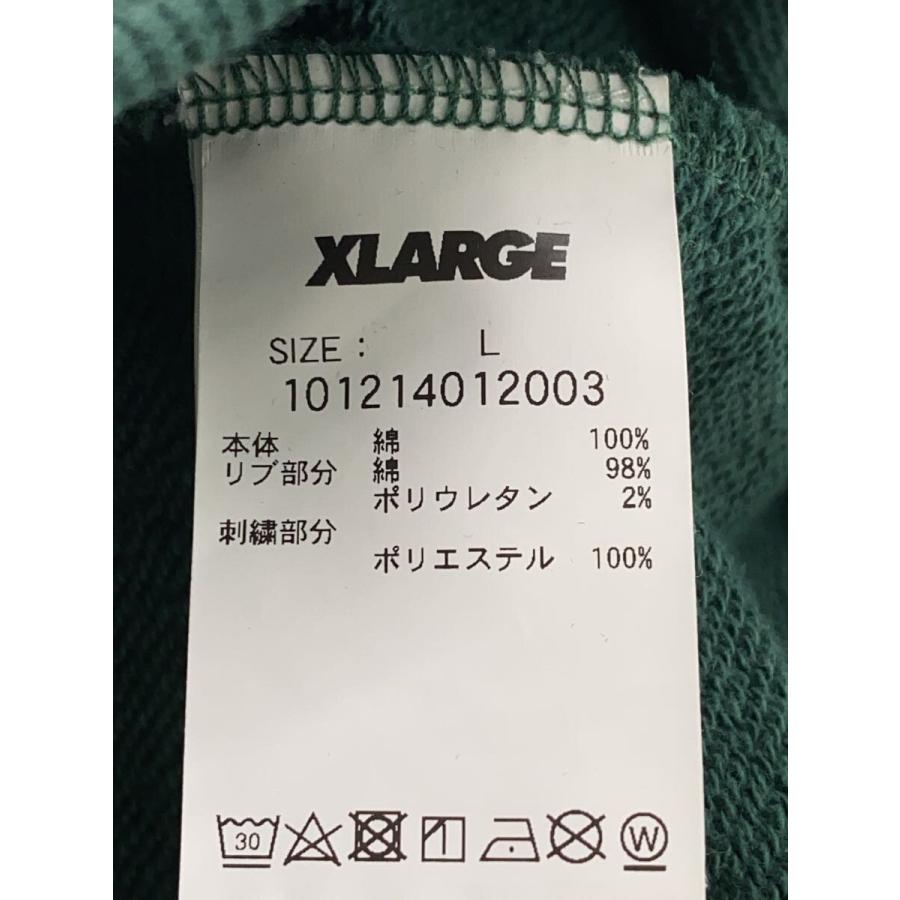 XLARGE
SIZE : L
101214012003
本体 綿 100%
リブ部分 綿 98%
ポリウレタン 2%
刺繍部分
ポリエステル 100%
30 W